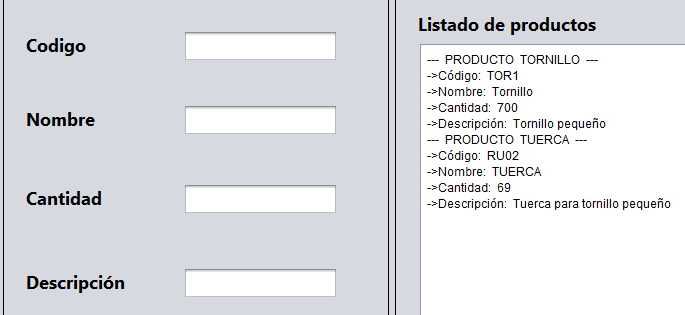 Codigo
Nombre
Cantidad
Descripción
Listado de productos
--- PRODUCTO TORNILLO ---
->Código: TOR1
->Nombre: Tornillo
->Cantidad: 700
->Descripción: Tornillo pequeño
--- PRODUCTO TUERCA ---
->Código: RU02
->Nombre: TUERCA
->Cantidad: 69
->Descripción: Tuerca para tornillo pequeño